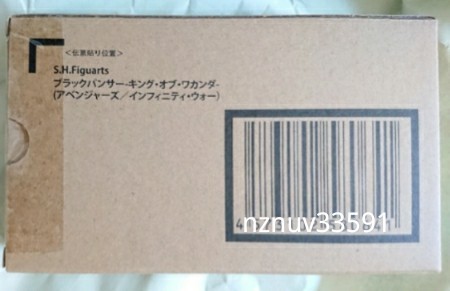 <伝票貼り位置>
S.H.Figuarts
ブラックパンサー-キング・オブ・ワカンダ-
(アベンジャーズ／インフィニティ・ウォー)
nznuv33591